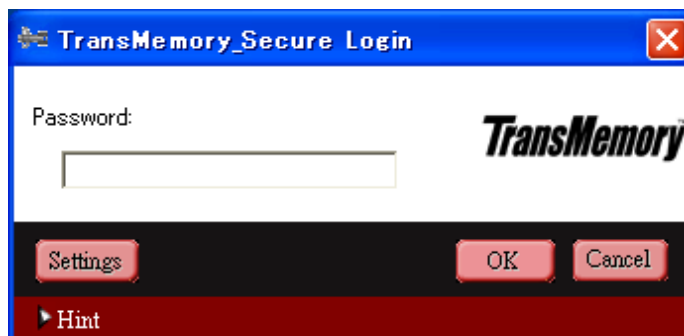 TransMemory_Secure Login
Password:
TransMemory
Settings OK Cancel
Hint